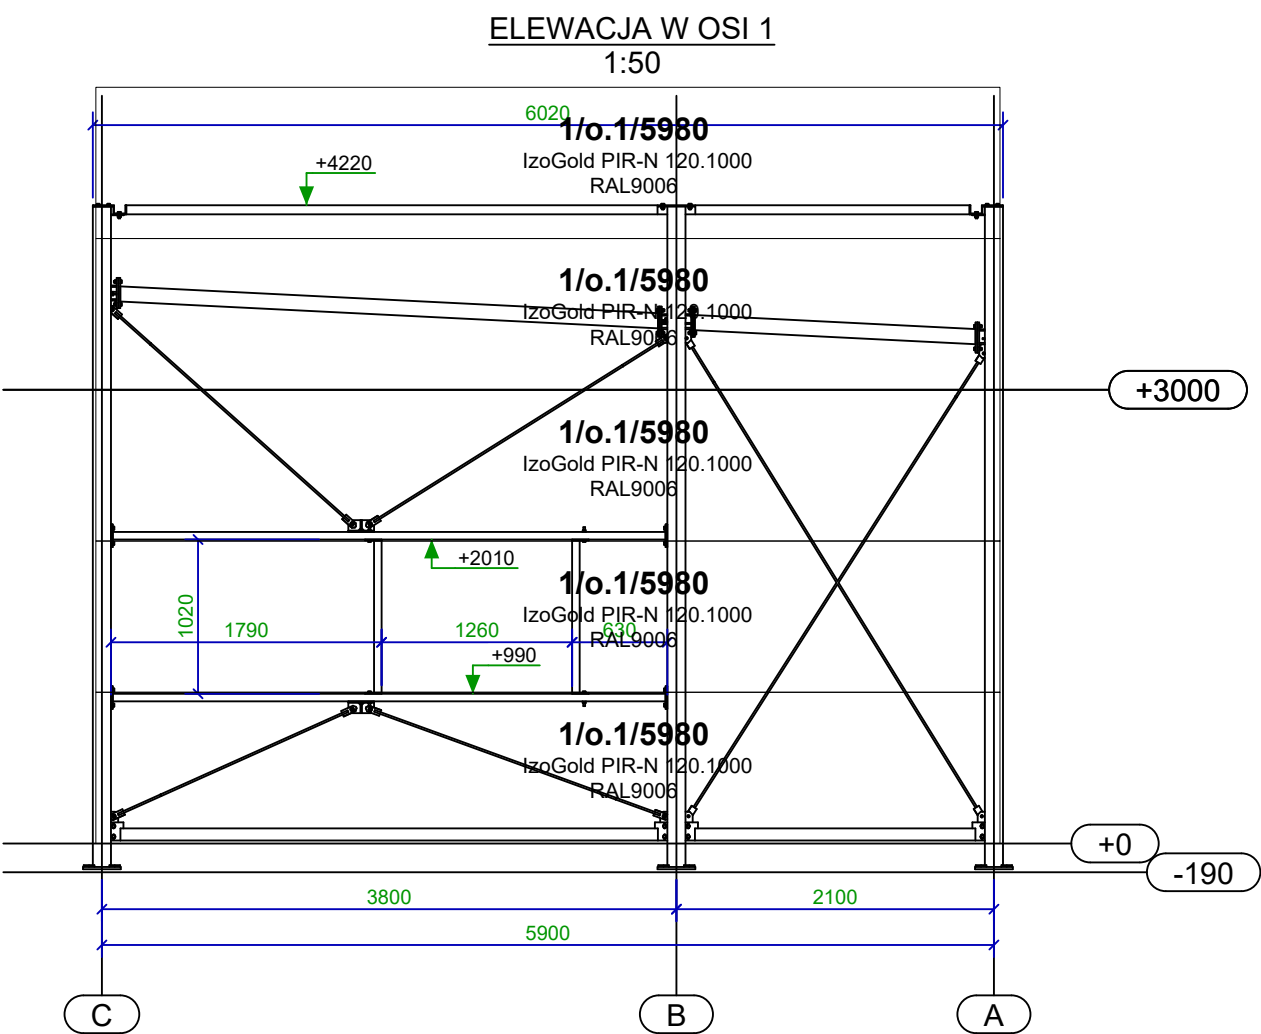 ELEWACJA W OSI 1
1:50
6020
1/o.1/5980
IzoGold PIR-N 120.1000
RAL9006
+4220
1/o.1/5980
IzoGold PIR-N 120.1000
RAL9006
+3000
1/o.1/5980
IzoGold PIR-N 120.1000
RAL9006
+2010
1/o.1/5980
IzoGold PIR-N 120.1000
RAL9006
1020
1790
1260
630
+990
1/o.1/5980
IzoGold PIR-N 120.1000
RAL9006
+0
-190
3800
2100
5900
C
B
A